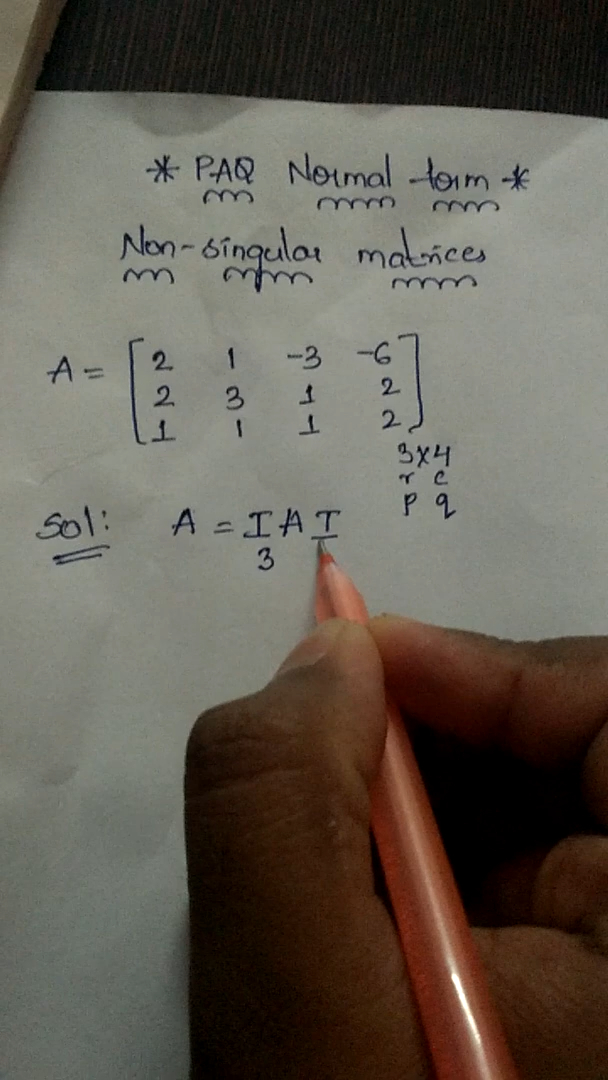 * PAQ Normal form *
Non-singular matrices
A = [ 2 1 -3 -6
2 3 1 2
1 1 1 2 ]
3x4
r c
p q
Sol: A = I A I
3